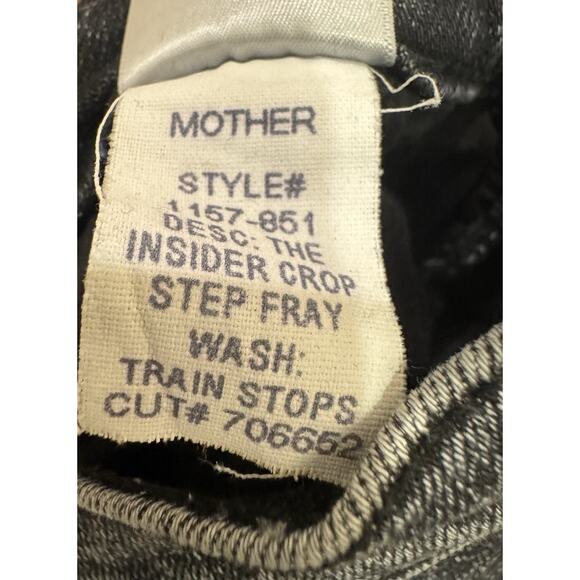 MOTHER
STYLE#
1157-851
DESC: THE
INSIDER CROP
STEP FRAY
WASH:
TRAIN STOPS
CUT# 706652